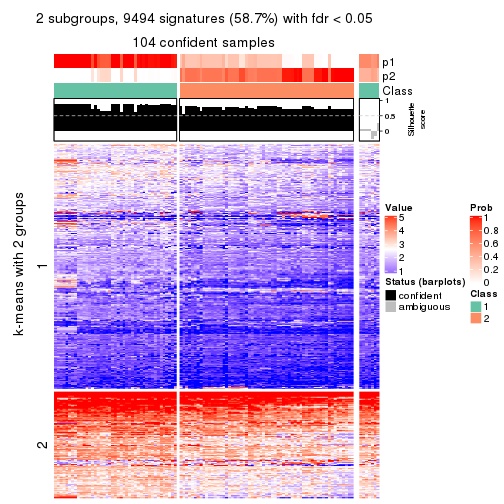 2 subgroups, 9494 signatures (58.7%) with fdr < 0.05
104 confident samples
p1
p2
Class
1
0.5
0
Silhouette
score
k-means with 2 groups
1
2
Value
5
4
3
2
1
Status (barplots)
confident
ambiguous
Prob
1
0.8
0.6
0.4
0.2
0
Class
1
2